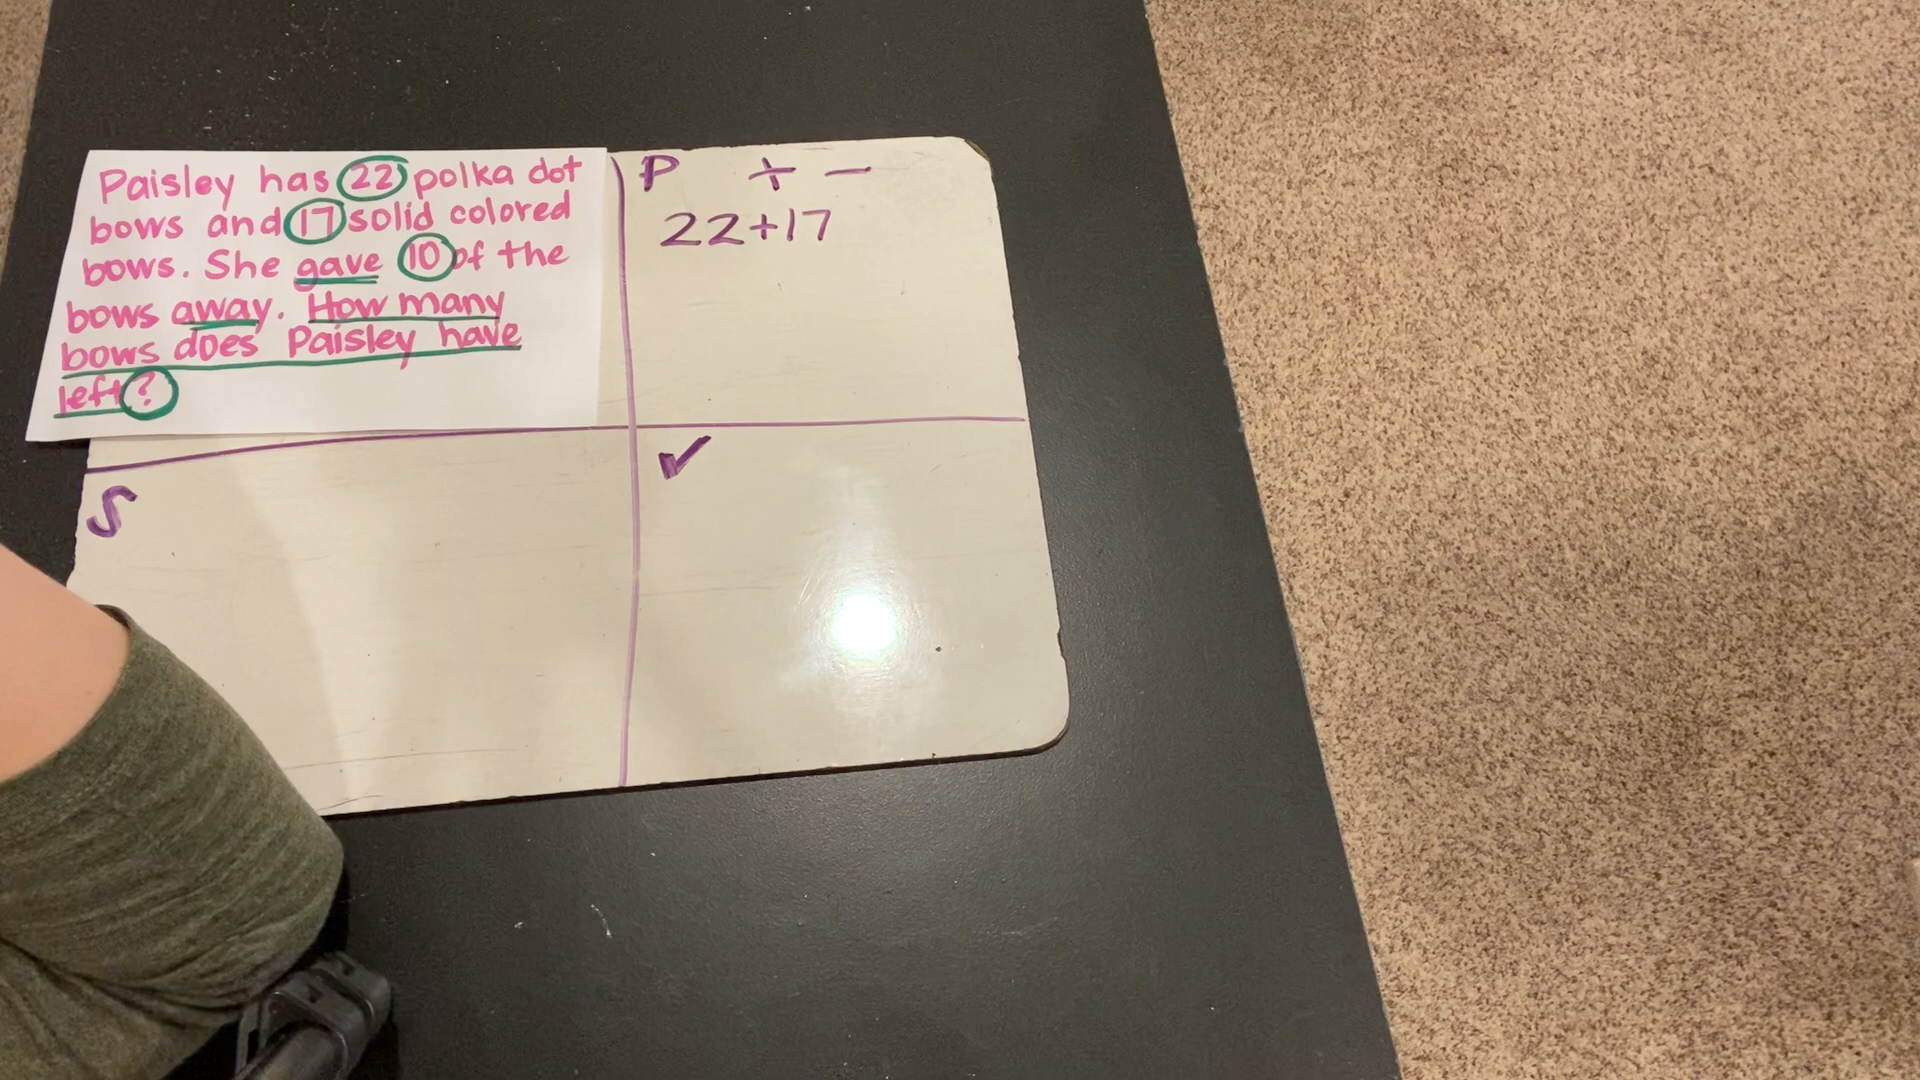 Paisley has 22 polka dot
bows and 17 solid colored
bows. She gave 10 of the
bows away. How many
bows does Paisley have
left?
P + -
22+17
✓
S